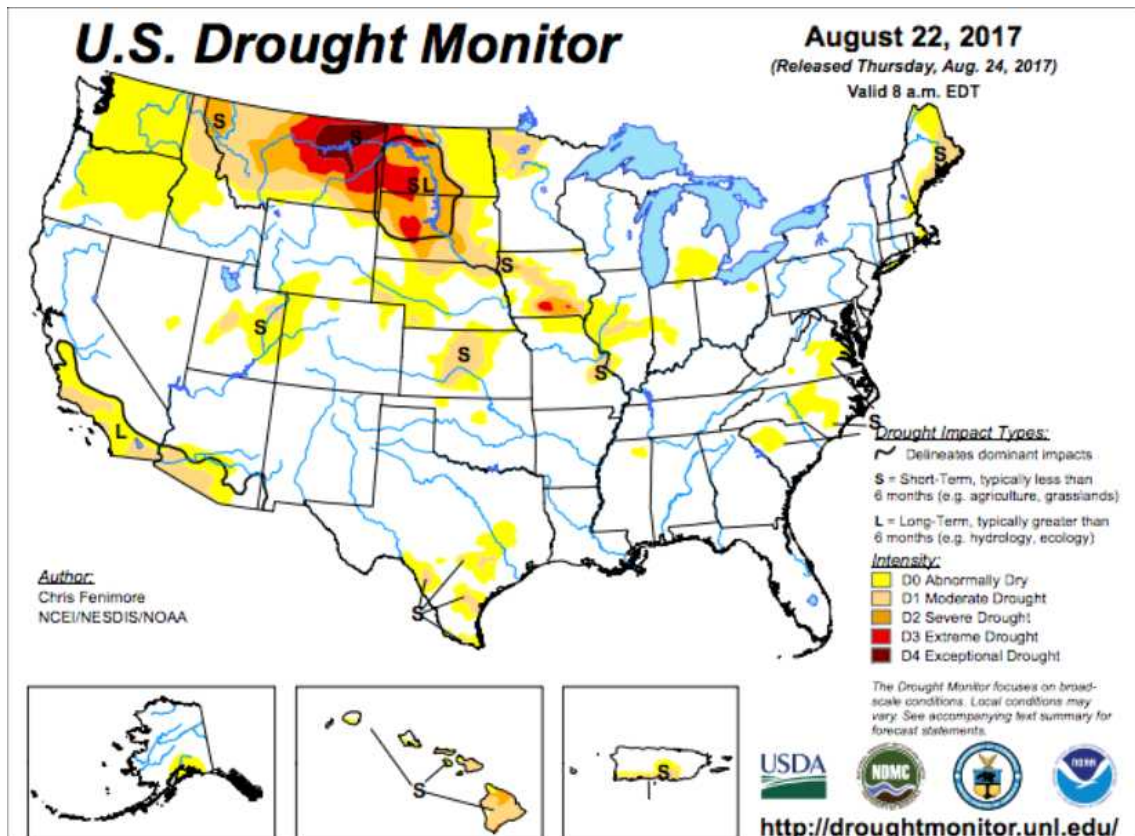 U.S. Drought Monitor
August 22, 2017
(Released Thursday, Aug. 24, 2017)
Valid 8 a.m. EDT
S
S
S
S L
S
S
S
S
S
L
S
S
Drought Impact Types:
Delineates dominant impacts
S = Short-Term, typically less than
6 months (e.g. agriculture, grasslands)
L = Long-Term, typically greater than
6 months (e.g. hydrology, ecology)
Intensity:
D0 Abnormally Dry
D1 Moderate Drought
D2 Severe Drought
D3 Extreme Drought
D4 Exceptional Drought
Author:
Chris Fenimore
NCEI/NESDIS/NOAA
The Drought Monitor focuses on broad-
scale conditions. Local conditions may
vary. See accompanying text summary for
forecast statements.
S
S
USDA
NDMC
NOAA
http://droughtmonitor.unl.edu/